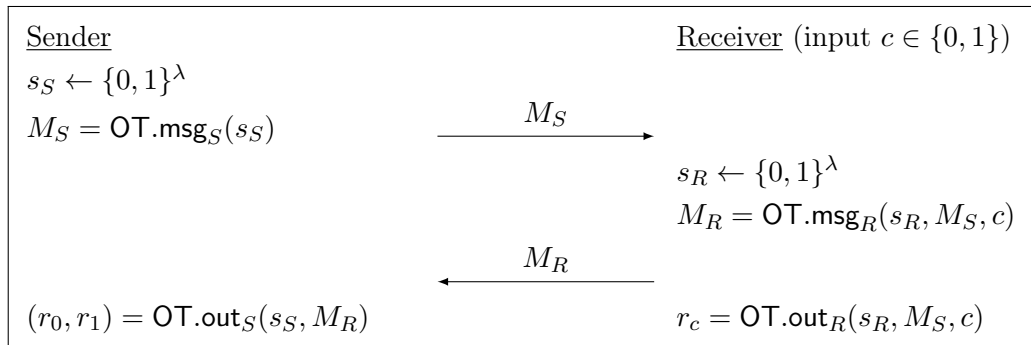 Sender Receiver (input c ∈ {0, 1})
s_S ← {0, 1}^λ
M_S = OT.msg_S(s_S) M_S
s_R ← {0, 1}^λ
M_R = OT.msg_R(s_R, M_S, c)
M_R
(r_0, r_1) = OT.out_S(s_S, M_R) r_c = OT.out_R(s_R, M_S, c)